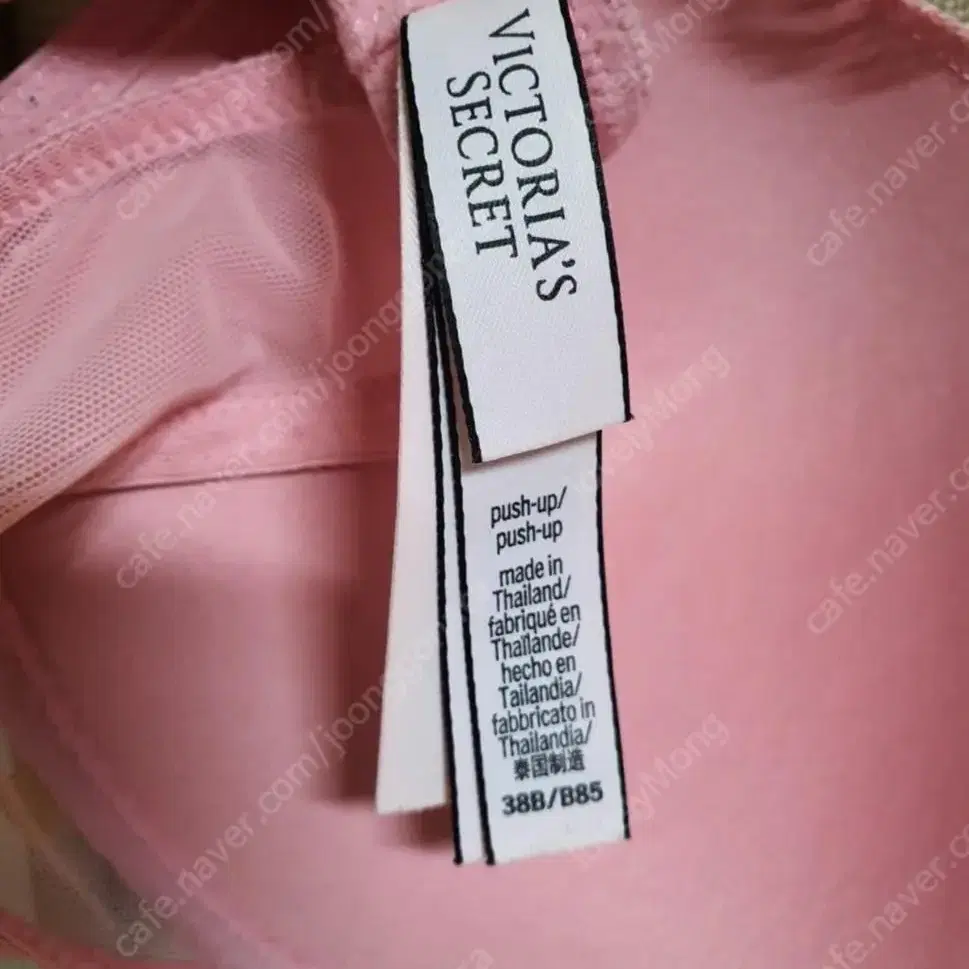 VICTORIA'S
SECRET
push-up/
push-up
made in
Thailand/
fabriqué en
Thaïlande/
hecho en
Tailandia/
fabbricato in
Thailandia/
泰国制造
38B/B85
cafe.naver.com/joonggonara
LovelyMong